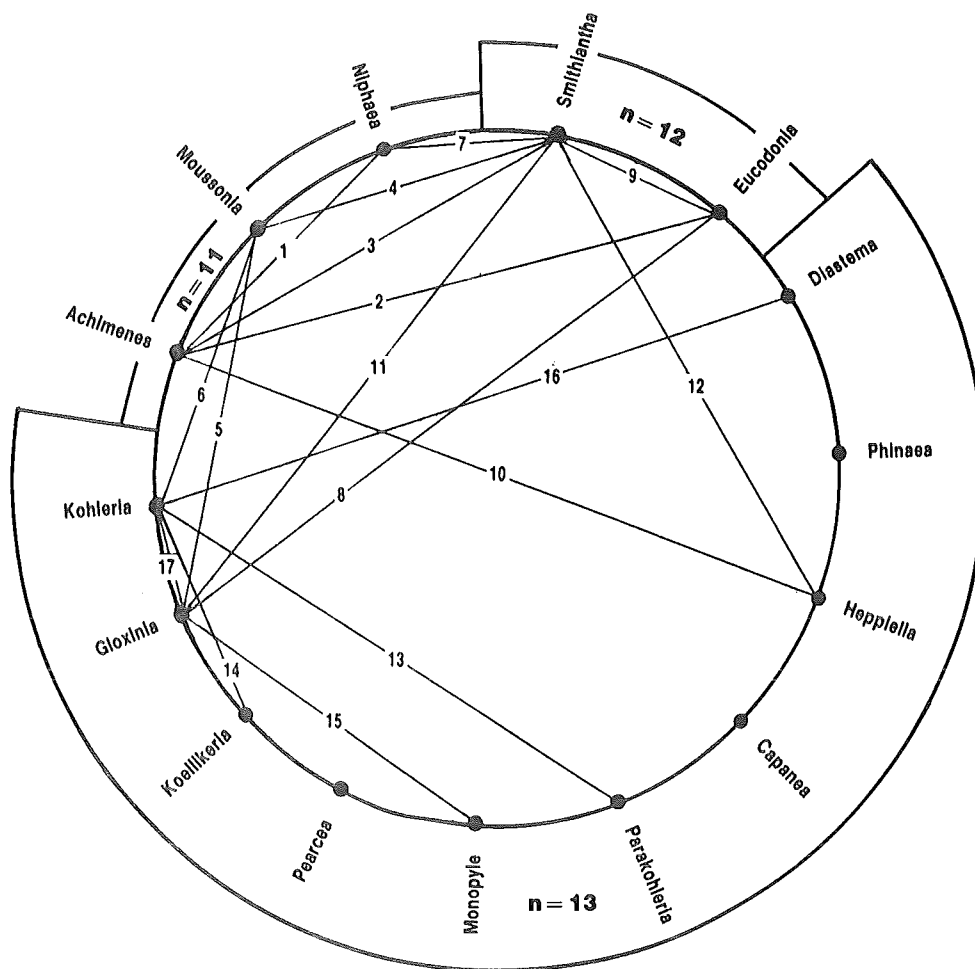 Smithiantha
Niphaea
n = 12
7
Moussonia
9
Eucodonia
4
1
3
n = 11
Diastema
2
Achimenes
11
16
12
6
5
Phinaea
10
8
Kohleria
17
Heppiella
Gloxinia
13
14
15
Koellikeria
Capanea
Pearcea
Monopyle
Parakohleria
n = 13